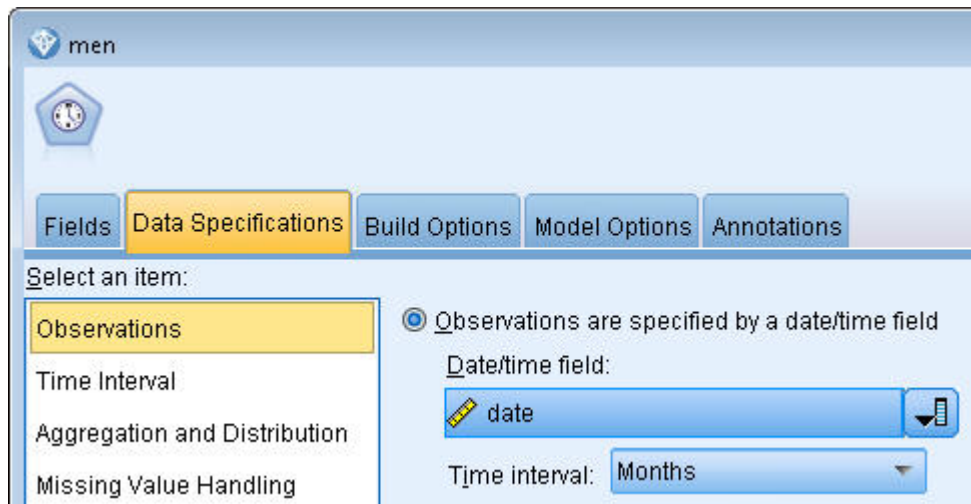 men
Fields Data Specifications Build Options Model Options Annotations
Select an item:
Observations
Time Interval
Aggregation and Distribution
Missing Value Handling
Observations are specified by a date/time field
Date/time field:
date
Time interval: Months